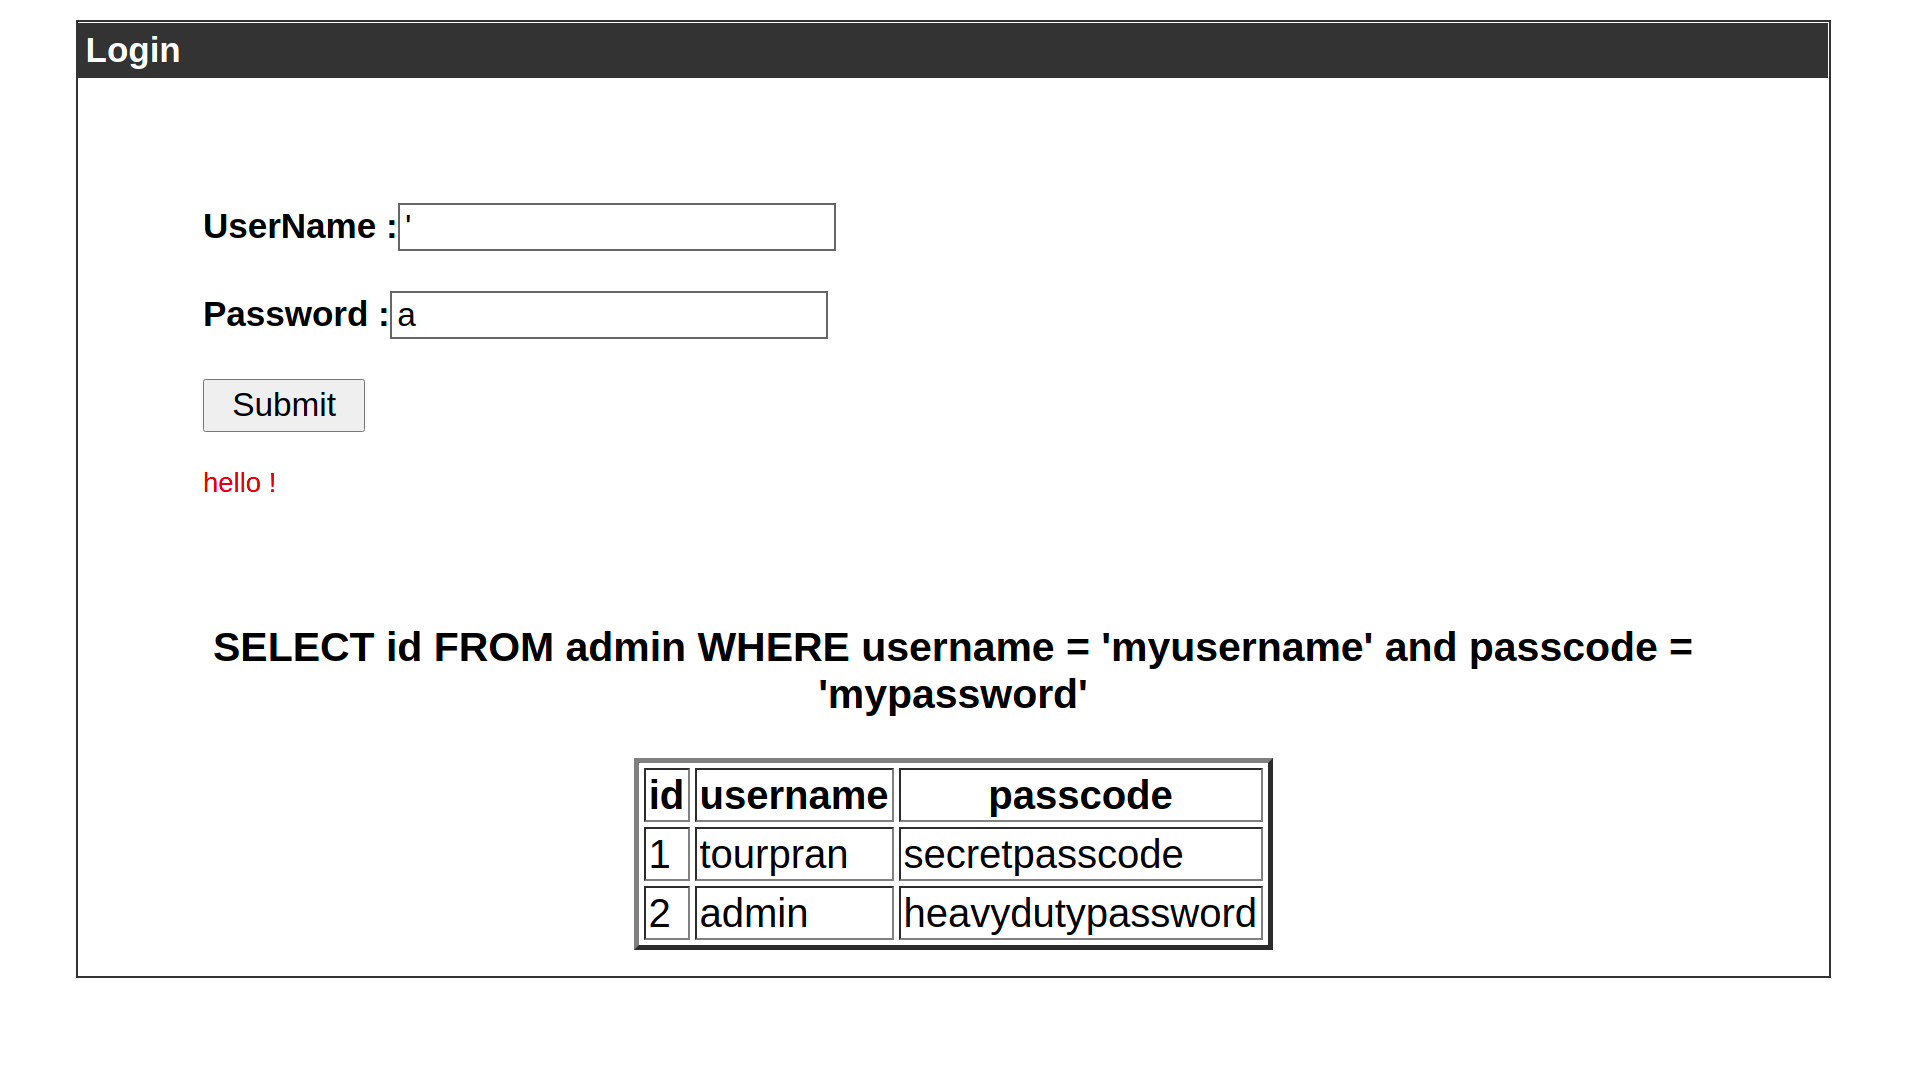 Login
UserName :'
Password :a
Submit
hello !
SELECT id FROM admin WHERE username = 'myusername' and passcode =
'mypassword'
id username passcode
1 tourpran secretpasscode
2 admin heavydutypassword